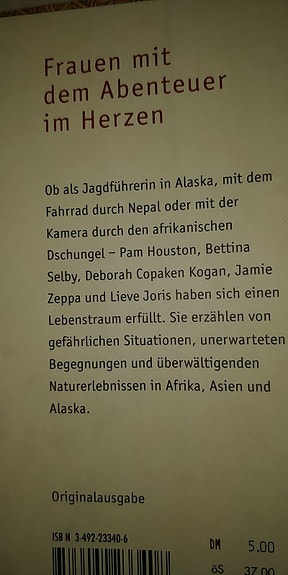 Frauen mit
dem Abenteuer
im Herzen
Ob als Jagdführerin in Alaska, mit dem
Fahrrad durch Nepal oder mit der
Kamera durch den afrikanischen
Dschungel – Pam Houston, Bettina
Selby, Deborah Copaken Kogan, Jamie
Zeppa und Lieve Joris haben sich einen
Lebenstraum erfüllt. Sie erzählen von
gefährlichen Situationen, unerwarteten
Begegnungen und überwältigenden
Naturerlebnissen in Afrika, Asien und
Alaska.
Originalausgabe
ISBN 3-492-23340-6
DM 5.00
öS 37.00